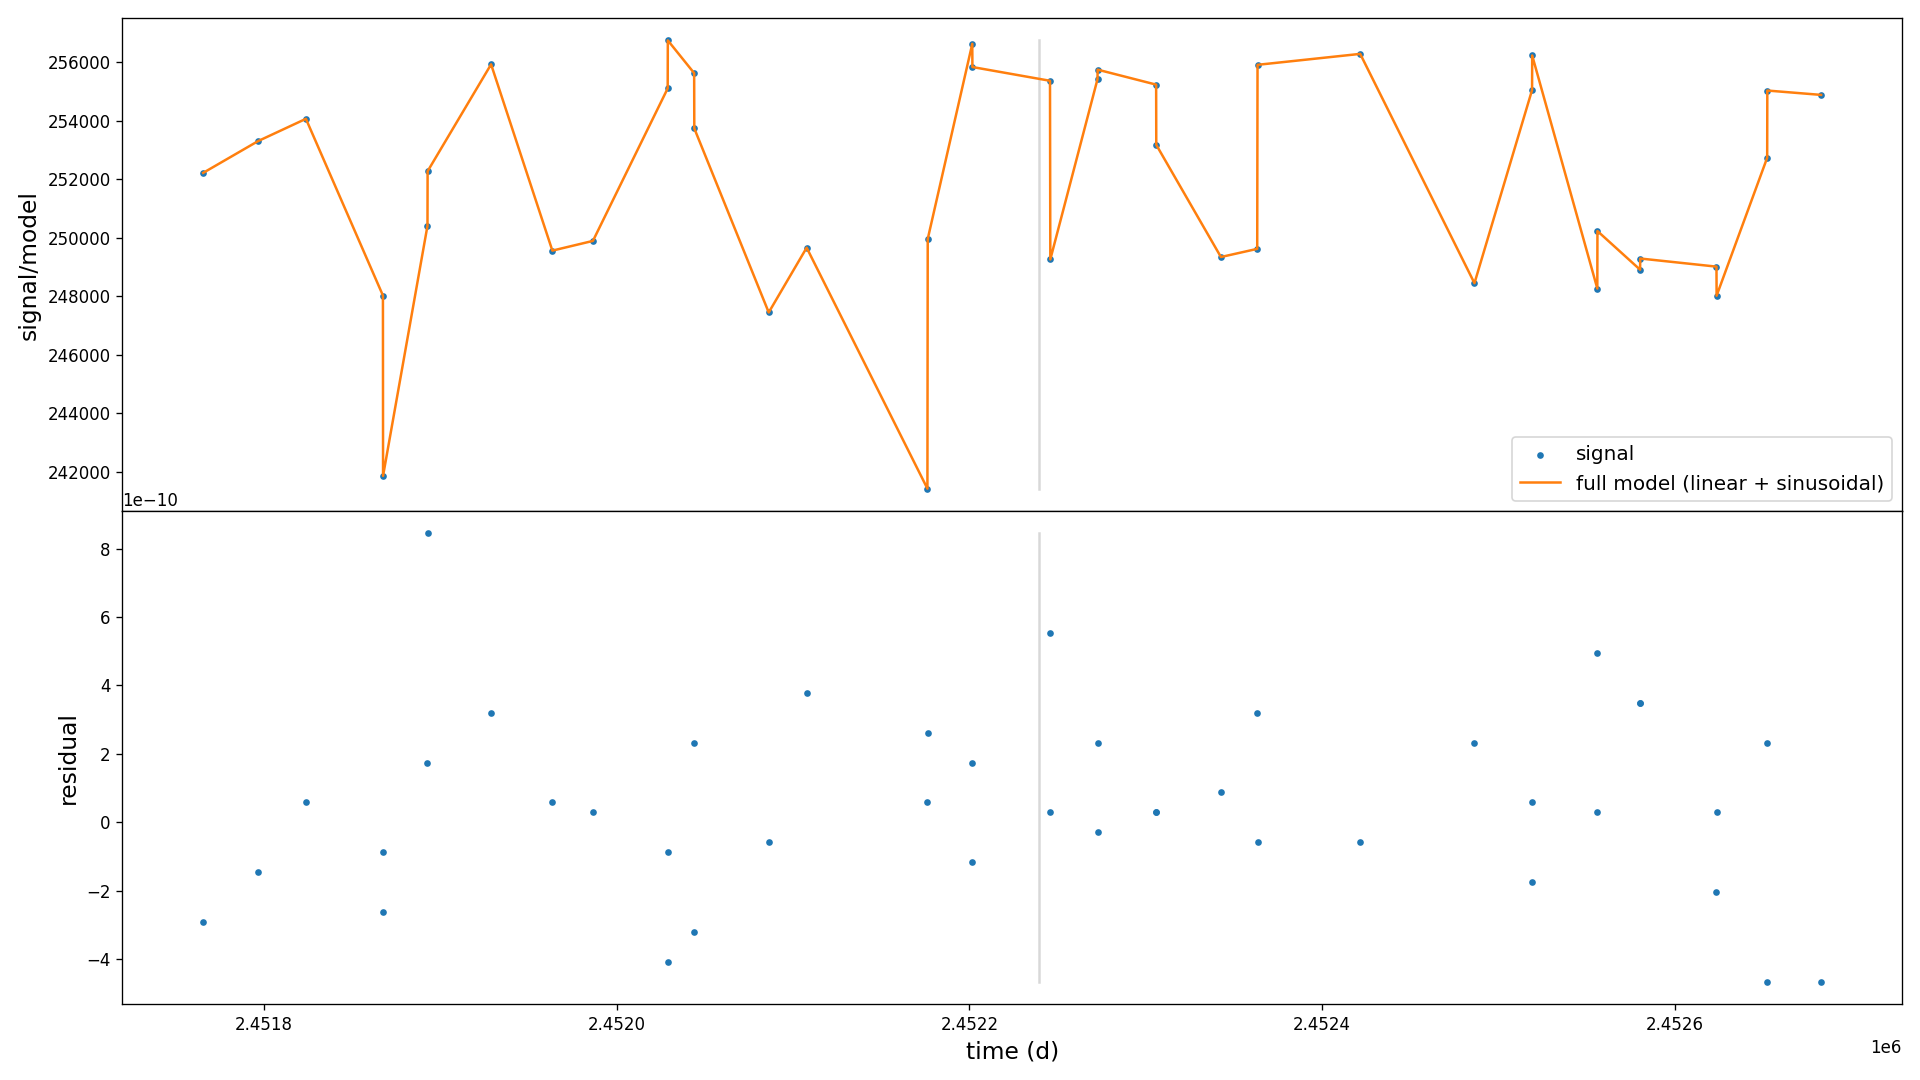 256000
254000
252000
250000
248000
246000
244000
242000
signal/model
signal
full model (linear + sinusoidal)
1e−10
8
6
4
2
0
−2
−4
residual
2.4518
2.4520
2.4522
2.4524
2.4526
time (d)
1e6